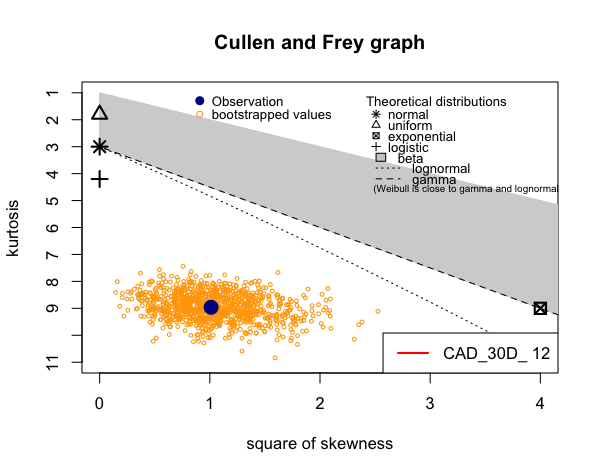 Cullen and Frey graph
Observation
bootstrapped values
Theoretical distributions
normal
uniform
exponential
logistic
beta
lognormal
gamma
(Weibull is close to gamma and lognormal
kurtosis
1
2
3
4
5
6
7
8
9
11
CAD_30D_ 12
0 1 2 3 4
square of skewness